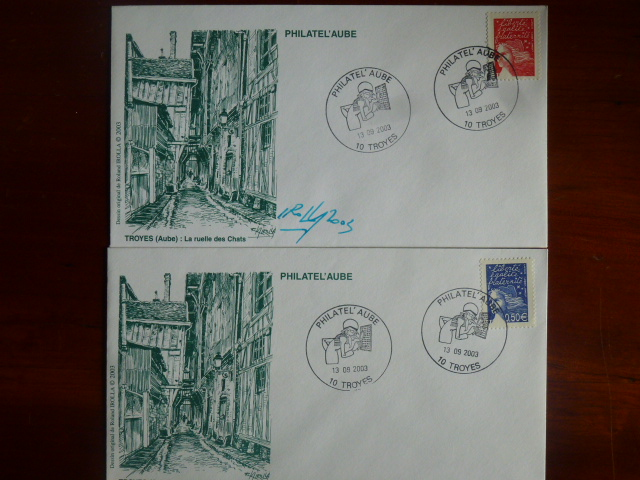 PHILATEL'AUBE
PHILATEL' AUBE
13 09 2003
10 TROYES
PHILATEL' AUBE
13 09 2003
10 TROYES
Liberté
égalité
fraternité
Dessin original de Roland IROLLA © 2003
TROYES (Aube) : La ruelle des Chats
2003
PHILATEL'AUBE
PHILATEL' AUBE
13 09 2003
10 TROYES
PHILATEL' AUBE
13 09 2003
10 TROYES
Liberté
égalité
fraternité
0,50€
Dessin original de Roland IROLLA © 2003